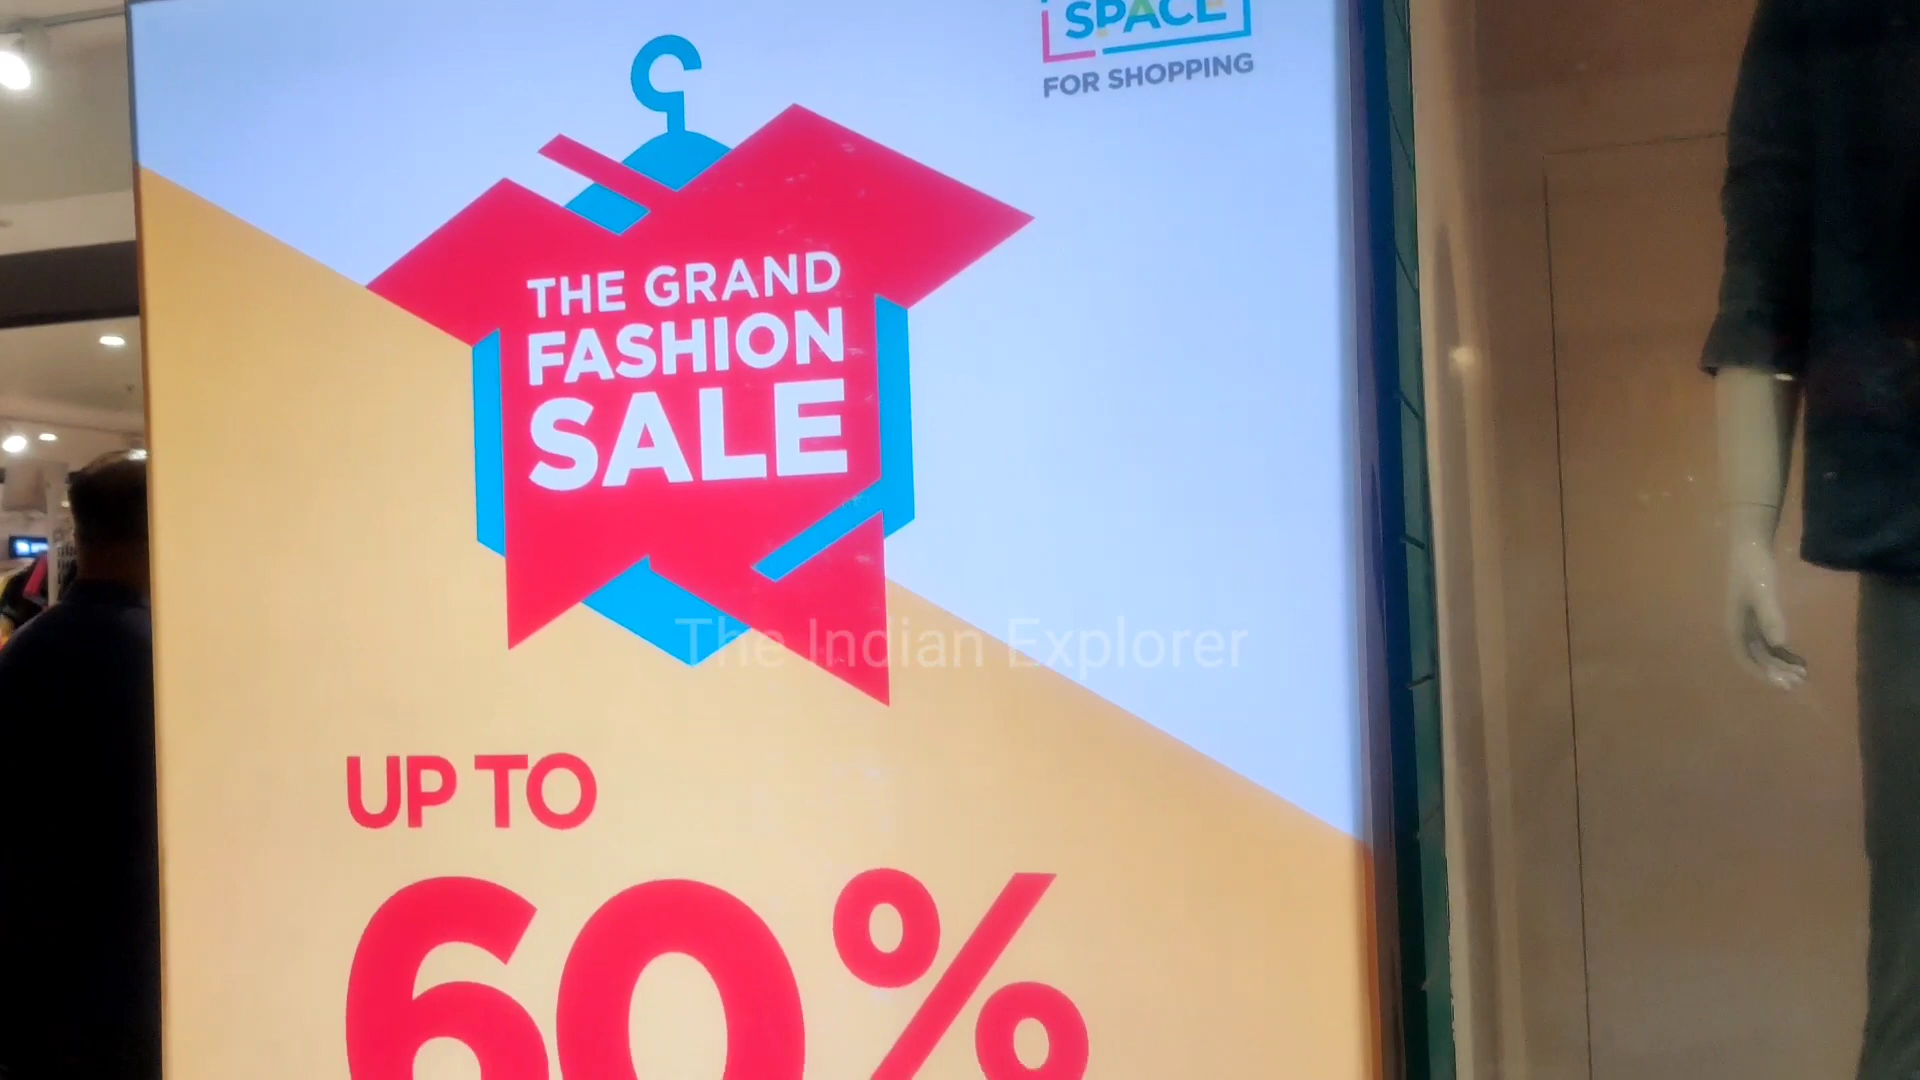 SPACE
FOR SHOPPING
THE GRAND
FASHION
SALE
The Indian Explorer
UP TO
60%